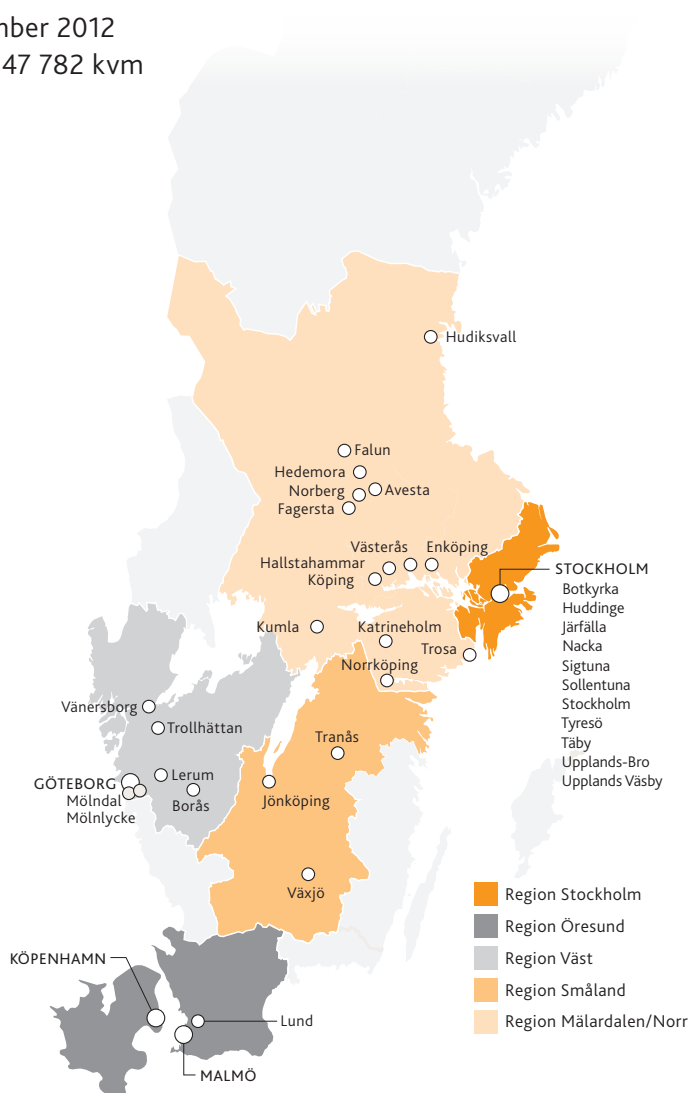 nber 2012
47 782 kvm
Hudiksvall
Falun
Hedemora
Norberg
Avesta
Fagersta
Västerås
Enköping
Hallstahammar
Köping
STOCKHOLM
Botkyrka
Huddinge
Järfälla
Nacka
Sigtuna
Sollentuna
Stockholm
Tyresö
Täby
Upplands-Bro
Upplands Väsby
Kumla
Katrineholm
Trosa
Norrköping
Vänersborg
Trollhättan
Tranås
GÖTEBORG
Mölndal
Mölnlycke
Lerum
Borås
Jönköping
Växjö
Region Stockholm
Region Öresund
Region Väst
Region Småland
Region Mälardalen/Norr
KÖPENHAMN
Lund
MALMÖ